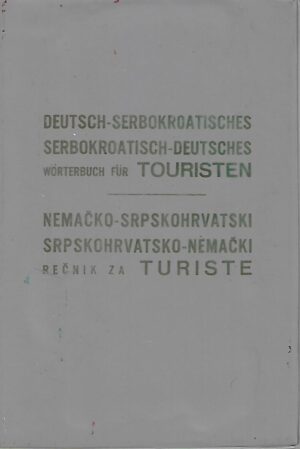 DEUTSCH-SERBOKROATISCHES
SERBOKROATISCH-DEUTSCHES
WÖRTERBUCH FÜR TOURISTEN
NEMAČKO-SRPSKOHRVATSKI
SRPSKOHRVATSKO-NEMAČKI
REČNIK ZA TURISTE